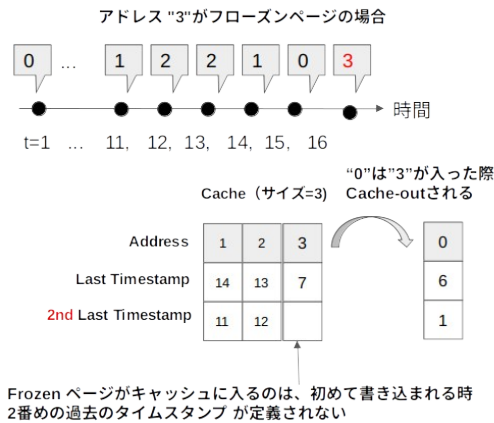 アドレス "3"がフローズンページの場合
0 ... 1 2 2 1 0 3
時間
t=1 ... 11, 12, 13, 14, 15, 16
“0”は”3”が入った際
Cache-outされる
Cache（サイズ=3)
Address 1 2 3 0
Last Timestamp 14 13 7 6
2nd Last Timestamp 11 12 1
Frozen ページがキャッシュに入るのは、初めて書き込まれる時
2番めの過去のタイムスタンプ が定義されない